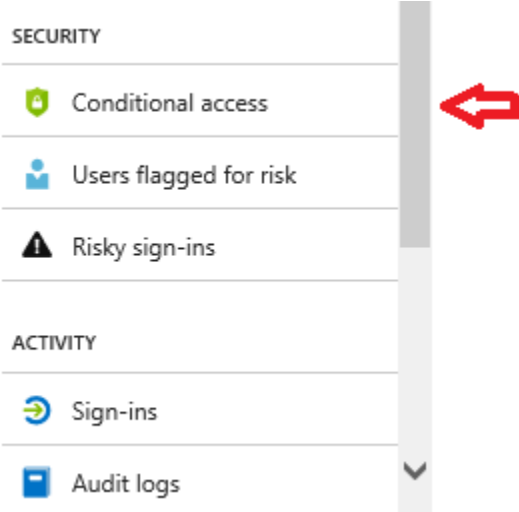 SECURITY
Conditional access
Users flagged for risk
Risky sign-ins
ACTIVITY
Sign-ins
Audit logs